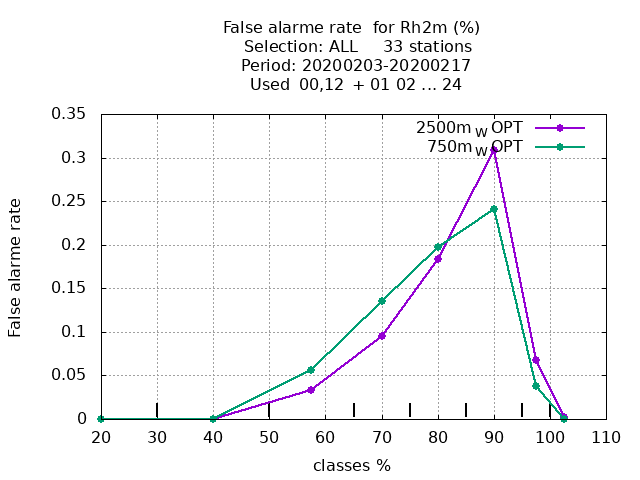 False alarme rate  for Rh2m (%)
Selection: ALL     33 stations
Period: 20200203-20200217
Used  00,12  + 01 02 ... 24
0.35
2500m W OPT
750m W OPT
0.3
0.25
0.2
0.15
0.1
0.05
0
False alarme rate
20 30 40 50 60 70 80 90 100 110
classes %